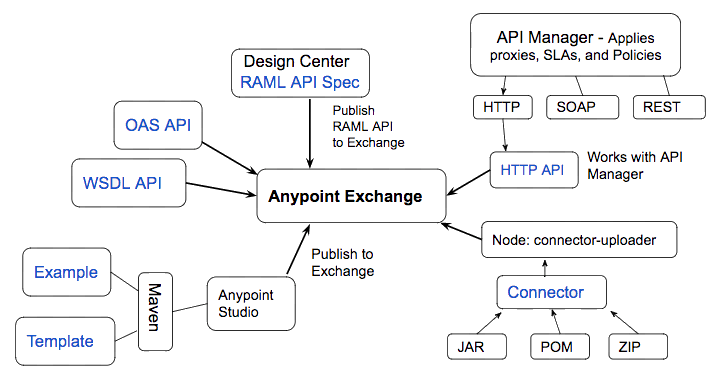 API Manager - Applies
proxies, SLAs, and Policies
Design Center
RAML API Spec
HTTP
SOAP
REST
Publish
RAML API
to Exchange
OAS API
HTTP API
Works with API
Manager
WSDL API
Anypoint Exchange
Node: connector-uploader
Publish to
Exchange
Example
Maven
Anypoint
Studio
Connector
Template
JAR
POM
ZIP